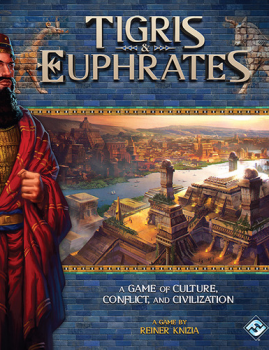 TIGRIS
&
EUPHRATES
A GAME OF CULTURE,
CONFLICT, AND CIVILIZATION
A GAME BY
REINER KNIZIA